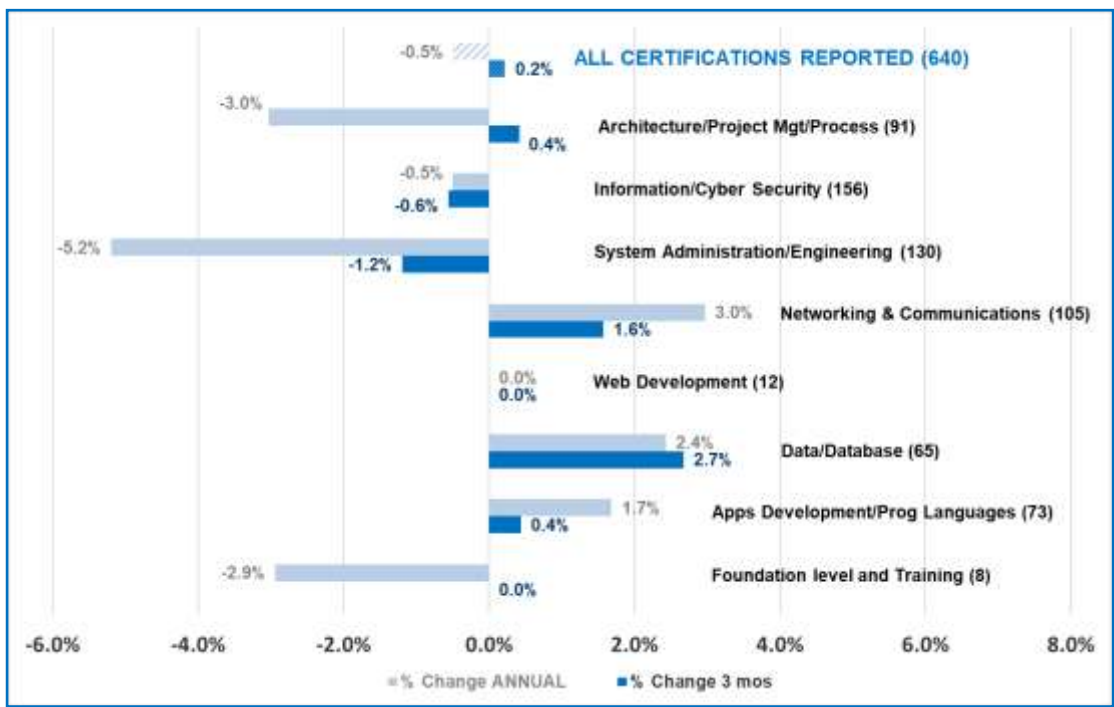 -0.5%
ALL CERTIFICATIONS REPORTED (640)
0.2%
-3.0%
Architecture/Project Mgt/Process (91)
0.4%
-0.5%
Information/Cyber Security (156)
-0.6%
-5.2%
System Administration/Engineering (130)
-1.2%
3.0%
Networking & Communications (105)
1.6%
0.0%
Web Development (12)
0.0%
2.4%
Data/Database (65)
2.7%
1.7%
Apps Development/Prog Languages (73)
0.4%
-2.9%
Foundation level and Training (8)
0.0%
-6.0% -4.0% -2.0% 0.0% 2.0% 4.0% 6.0% 8.0%
% Change ANNUAL % Change 3 mos